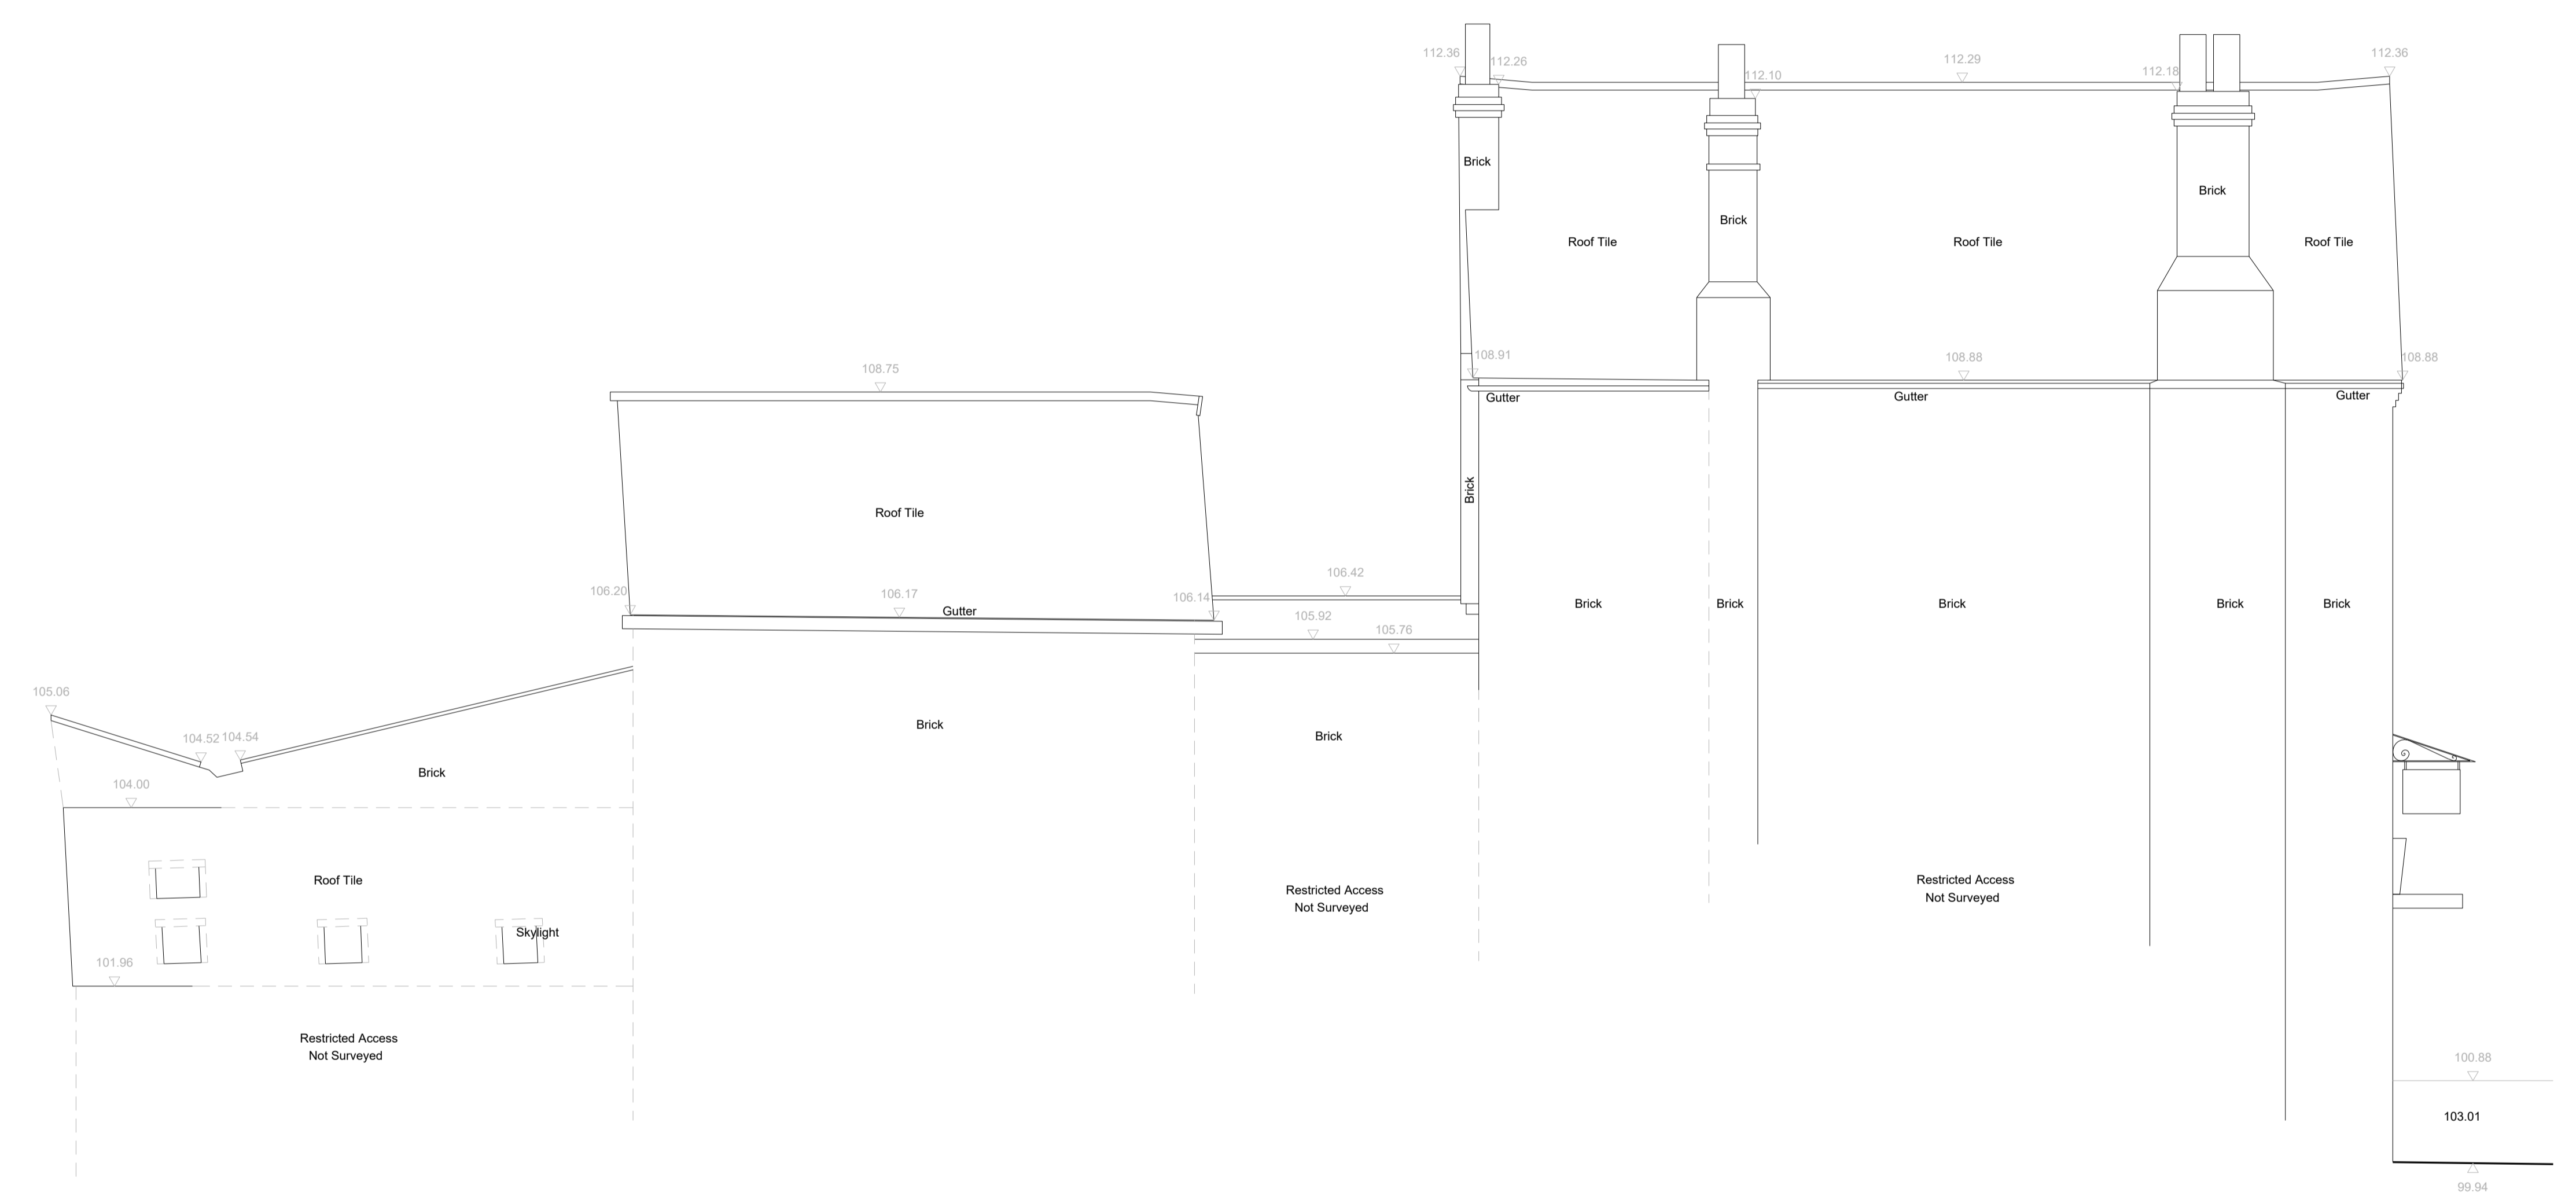 112.36
112.26
112.10
112.29
112.18
112.36
Brick
Brick
Brick
Roof Tile
Roof Tile
Roof Tile
108.91
108.88
108.88
108.75
Gutter
Gutter
Gutter
Brick
Roof Tile
106.20
106.17
Gutter
106.14
106.42
105.92
105.76
Brick
Brick
Brick
Brick
Brick
105.06
104.52
104.54
Brick
Brick
Brick
104.00
Roof Tile
Skylight
101.96
Restricted Access
Not Surveyed
Restricted Access
Not Surveyed
Restricted Access
Not Surveyed
100.88
103.01
99.94